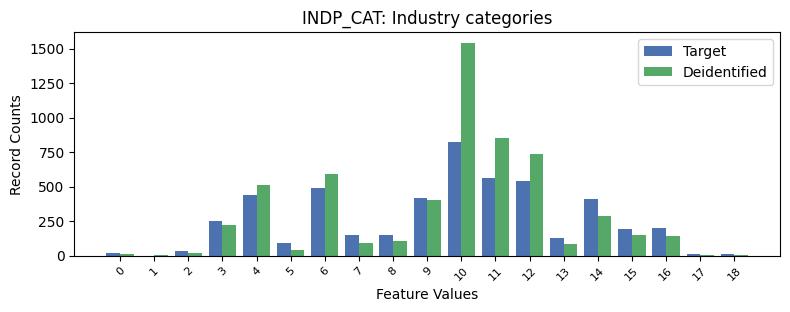 INDP_CAT: Industry categories
Target
Deidentified
Record Counts
1500
1250
1000
750
500
250
0
0 1 2 3 4 5 6 7 8 9 10 11 12 13 14 15 16 17 18
Feature Values